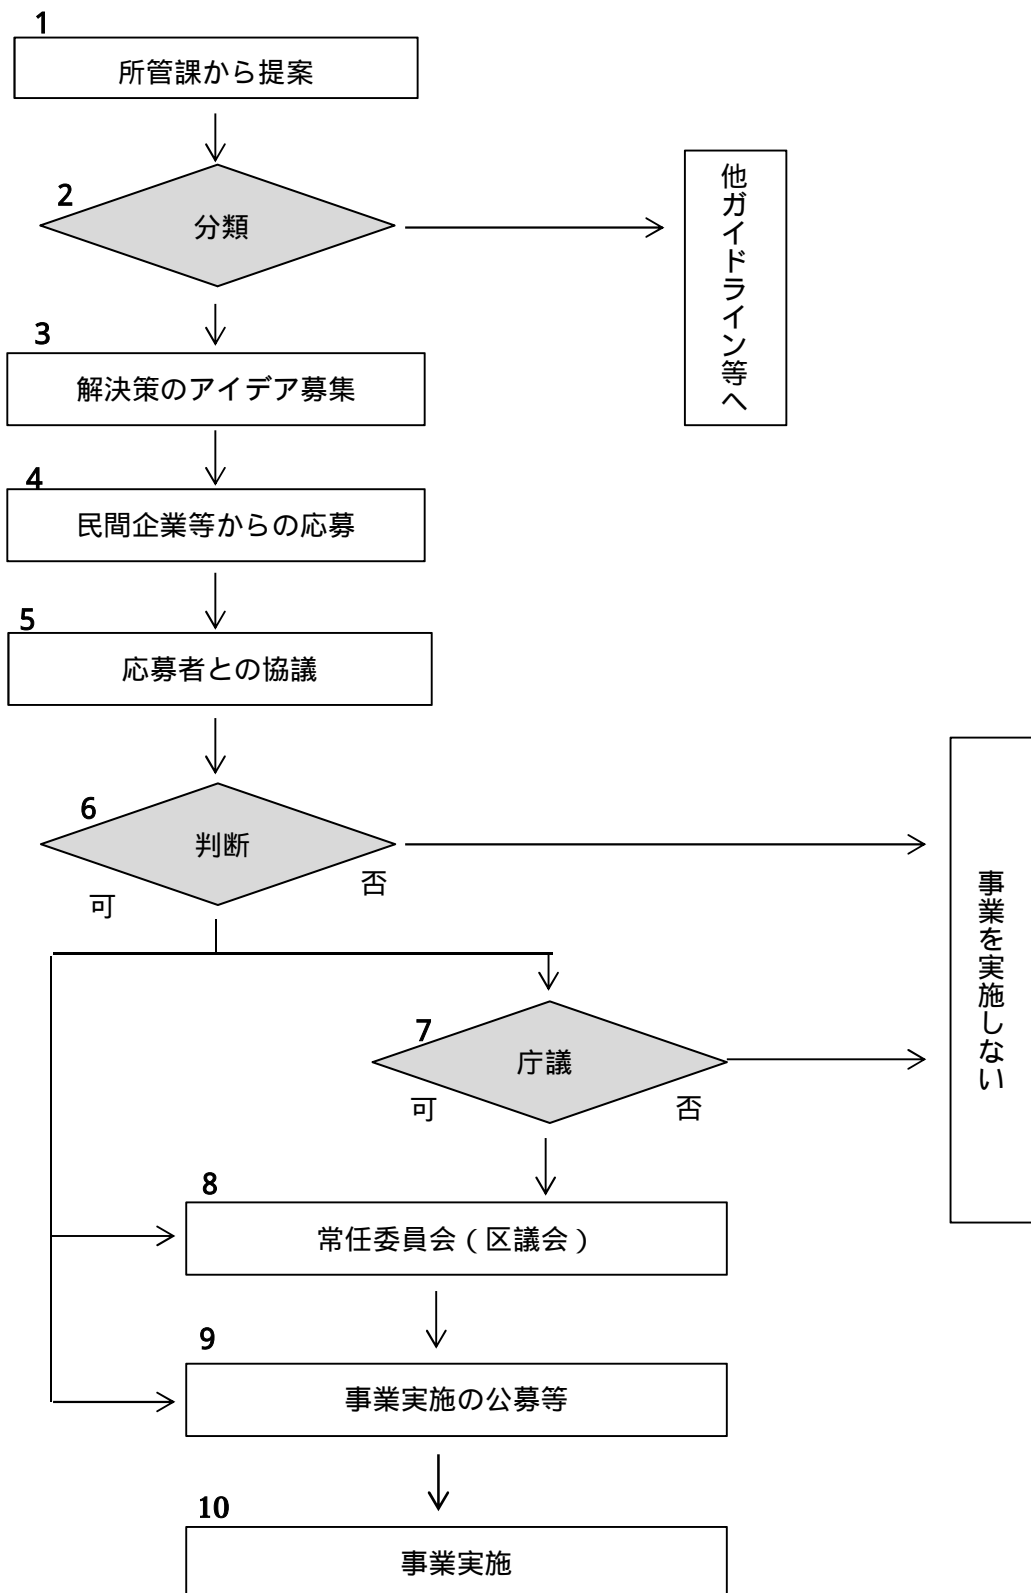 1
所管課から提案
2
分類
他ガイドライン等へ
3
解決策のアイデア募集
4
民間企業等からの応募
5
応募者との協議
6
判断
可
否
事業を実施しない
7
庁議
可
否
8
常任委員会（区議会）
9
事業実施の公募等
10
事業実施